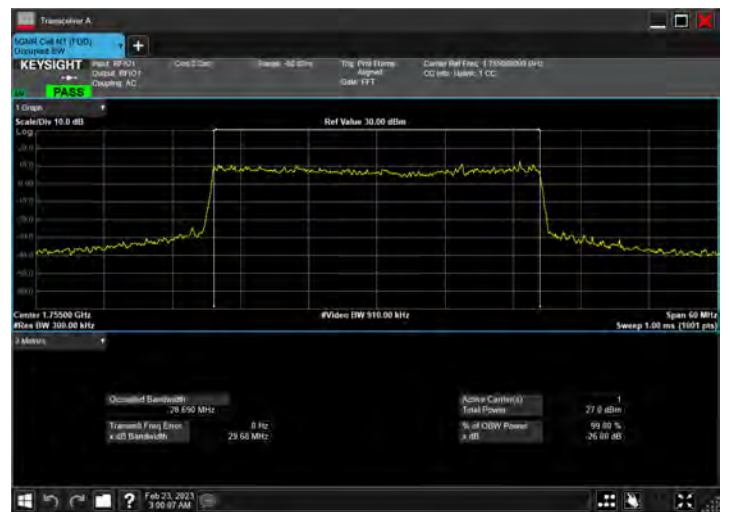 Transceiver A
5GNR Cell N1 (FDD)
Occupied BW
+
KEYSIGHT
Input: RFIO1
Output: RFIO1
Coupling: AC
Trig: Prd Frame
Aligned
Gate: FFT
CC Info: Uplink, 1 CC
PASS
1 Graph
Scale/Div 10.0 dB
Ref Value 30.00 dBm
Log
Center 1.75500 GHz
#Video BW 910.00 kHz
Span 60 MHz
#Res BW 300.00 kHz
Sweep 1.00 ms (1001 pts)
2 Metrics
Occupied Bandwidth
28.690 MHz
Transmit Freq Error
0 Hz
x dB Bandwidth
29.68 MHz
Active Carrier(s)
1
Total Power
27.0 dBm
% of OBW Power
99.00 %
x dB
-26.00 dB
?
Feb 23, 2023
3:00:07 AM